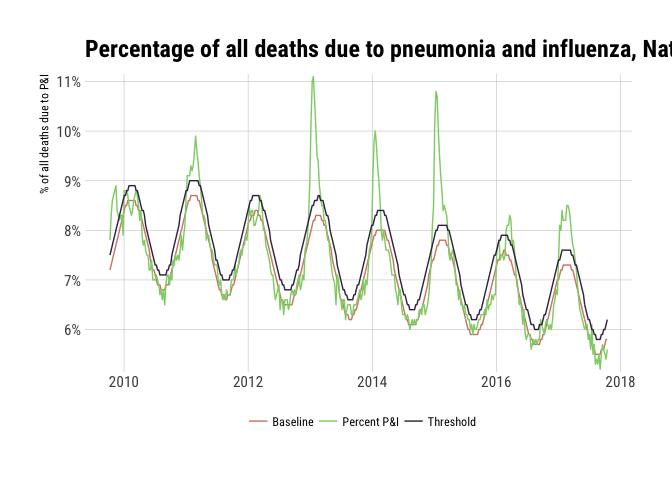 Percentage of all deaths due to pneumonia and influenza, Nat
% of all deaths due to P&I
11%
10%
9%
8%
7%
6%
2010 2012 2014 2016 2018
Baseline Percent P&I Threshold